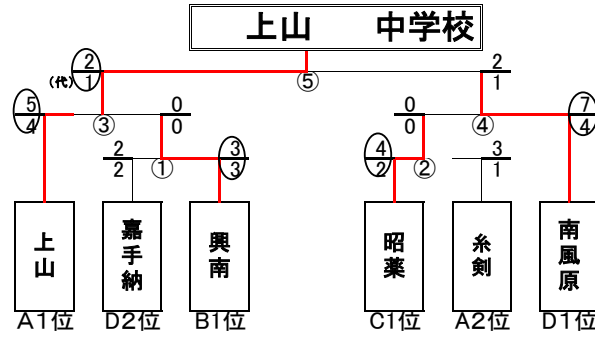 上山 中学校
2 2
(代) 1 1
⑤
5 0 0 7
4 0 0 4
③ ④
2 3 4 3
2 3 2 1
① ②
上山 嘉手納 興南 昭薬 糸剣 南風原
A1位 D2位 B1位 C1位 A2位 D1位